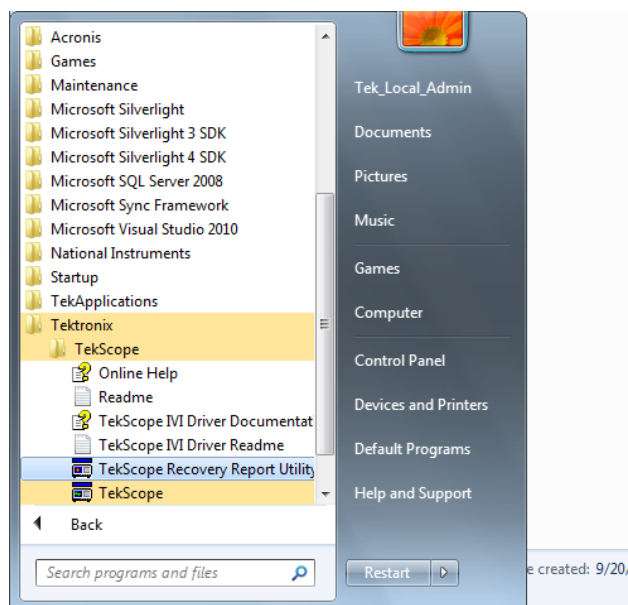 Acronis
Games
Maintenance
Microsoft Silverlight
Microsoft Silverlight 3 SDK
Microsoft Silverlight 4 SDK
Microsoft SQL Server 2008
Microsoft Sync Framework
Microsoft Visual Studio 2010
National Instruments
Startup
TekApplications
Tektronix
TekScope
Online Help
Readme
TekScope IVI Driver Documentat
TekScope IVI Driver Readme
TekScope Recovery Report Utility
TekScope
Back
Search programs and files
Tek_Local_Admin
Documents
Pictures
Music
Games
Computer
Control Panel
Devices and Printers
Default Programs
Help and Support
Restart
e created: 9/20/